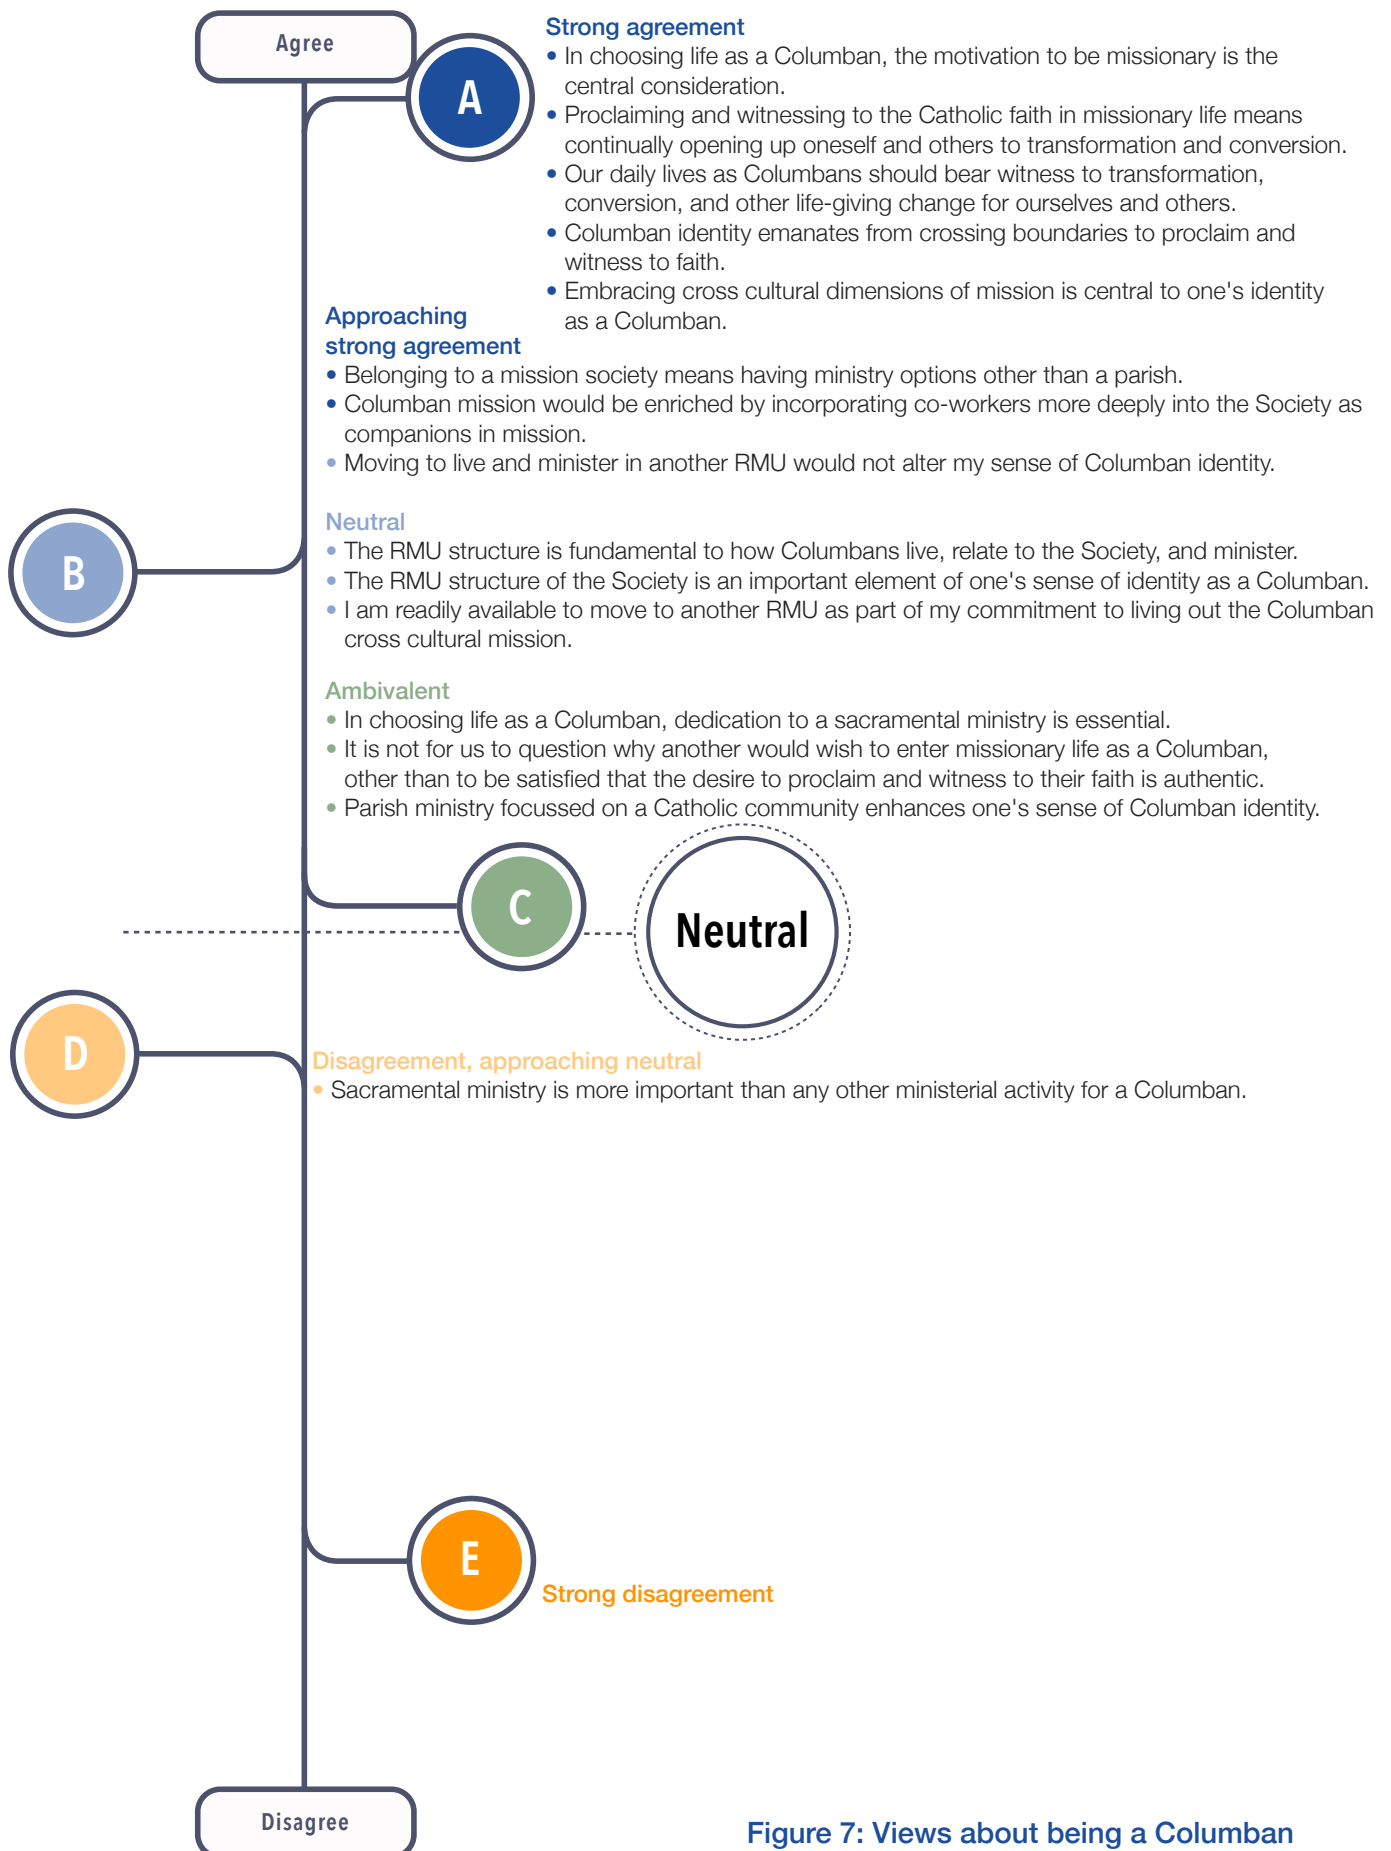 Agree
A
Strong agreement
• In choosing life as a Columban, the motivation to be missionary is the
central consideration.
• Proclaiming and witnessing to the Catholic faith in missionary life means
continually opening up oneself and others to transformation and conversion.
• Our daily lives as Columbans should bear witness to transformation,
conversion, and other life-giving change for ourselves and others.
• Columban identity emanates from crossing boundaries to proclaim and
witness to faith.
• Embracing cross cultural dimensions of mission is central to one's identity
as a Columban.
Approaching
strong agreement
• Belonging to a mission society means having ministry options other than a parish.
• Columban mission would be enriched by incorporating co-workers more deeply into the Society as
companions in mission.
• Moving to live and minister in another RMU would not alter my sense of Columban identity.
B
Neutral
• The RMU structure is fundamental to how Columbans live, relate to the Society, and minister.
• The RMU structure of the Society is an important element of one's sense of identity as a Columban.
• I am readily available to move to another RMU as part of my commitment to living out the Columban
cross cultural mission.
Ambivalent
• In choosing life as a Columban, dedication to a sacramental ministry is essential.
• It is not for us to question why another would wish to enter missionary life as a Columban,
other than to be satisfied that the desire to proclaim and witness to their faith is authentic.
• Parish ministry focussed on a Catholic community enhances one's sense of Columban identity.
C
Neutral
D
Disagreement, approaching neutral
• Sacramental ministry is more important than any other ministerial activity for a Columban.
E
Strong disagreement
Disagree
Figure 7: Views about being a Columban